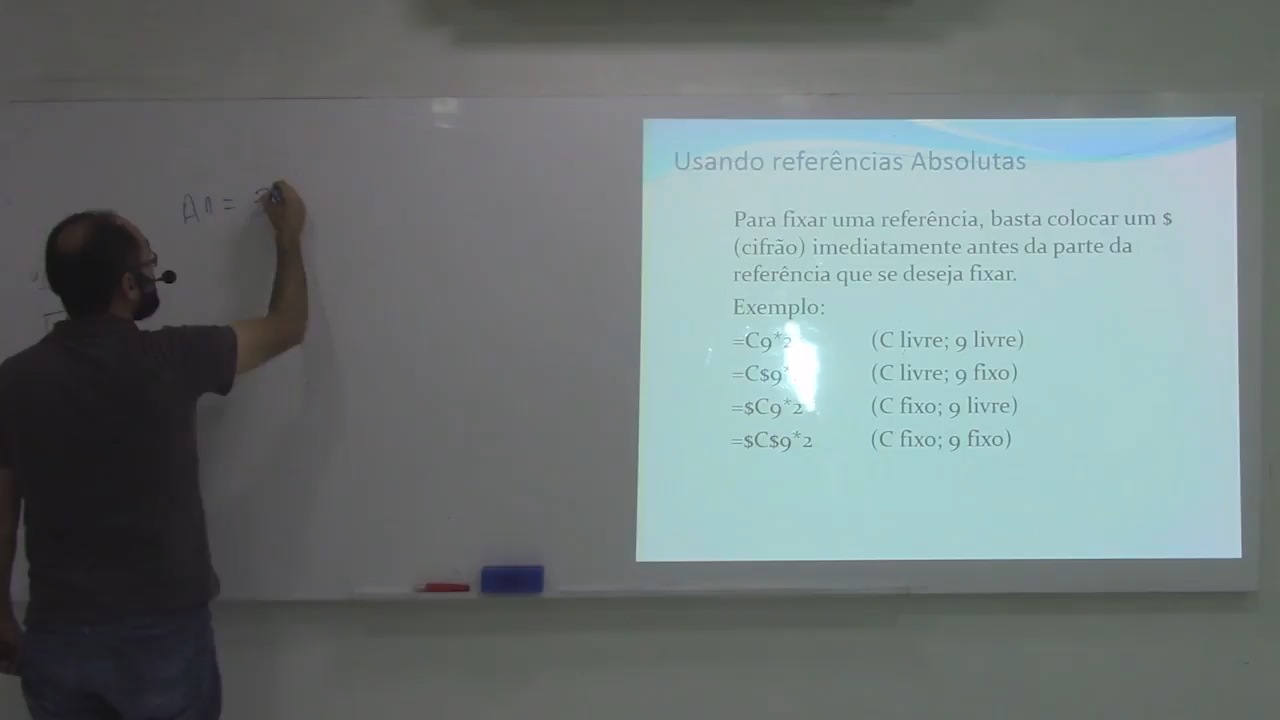 Usando referências Absolutas
Para fixar uma referência, basta colocar um $
(cifrão) imediatamente antes da parte da
referência que se deseja fixar.
Exemplo:
=C9*2 (C livre; 9 livre)
=C$9* (C livre; 9 fixo)
=$C9*2 (C fixo; 9 livre)
=$C$9*2 (C fixo; 9 fixo)